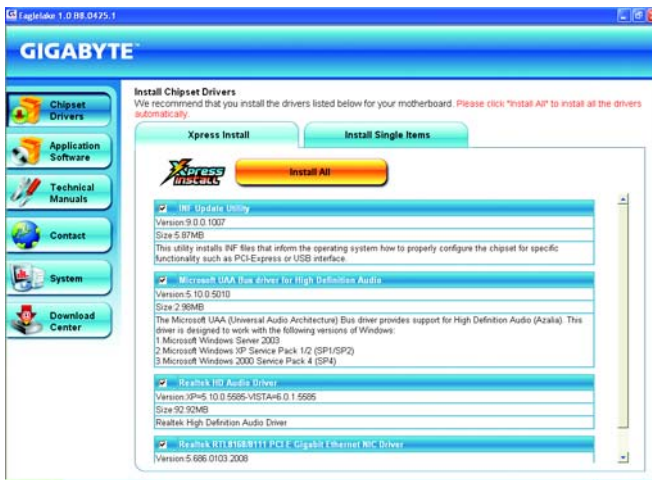 Eaglelake 1.0 B8.0425.1
GIGABYTE™
Chipset
Drivers
Application
Software
Technical
Manuals
Contact
System
Download
Center
Install Chipset Drivers
We recommend that you install the drivers listed below for your motherboard. Please click "Install All" to install all the drivers
automatically.
Xpress Install
Install Single Items
Xpress
INSTALL
Install All
INF Update Utility
Version:9.0.0.1007
Size:5.87MB
This utility installs INF files that inform the operating system how to properly configure the chipset for specific
functionality such as PCI-Express or USB interface.
Microsoft UAA Bus driver for High Definition Audio
Version:5.10.0.5010
Size:2.98MB
The Microsoft UAA (Universal Audio Architecture) Bus driver provides support for High Definition Audio (Azalia). This
driver is designed to work with the following versions of Windows:
1.Microsoft Windows Server 2003
2.Microsoft Windows XP Service Pack 1/2 (SP1/SP2)
3.Microsoft Windows 2000 Service Pack 4 (SP4)
Realtek HD Audio Driver
Version:XP=5.10.0.5585-VISTA=6.0.1.5585
Size:92.92MB
Realtek High Definition Audio Driver
Realtek RTL8168/8111 PCI-E Gigabit Ethernet NIC Driver
Version:5.686.0103.2008